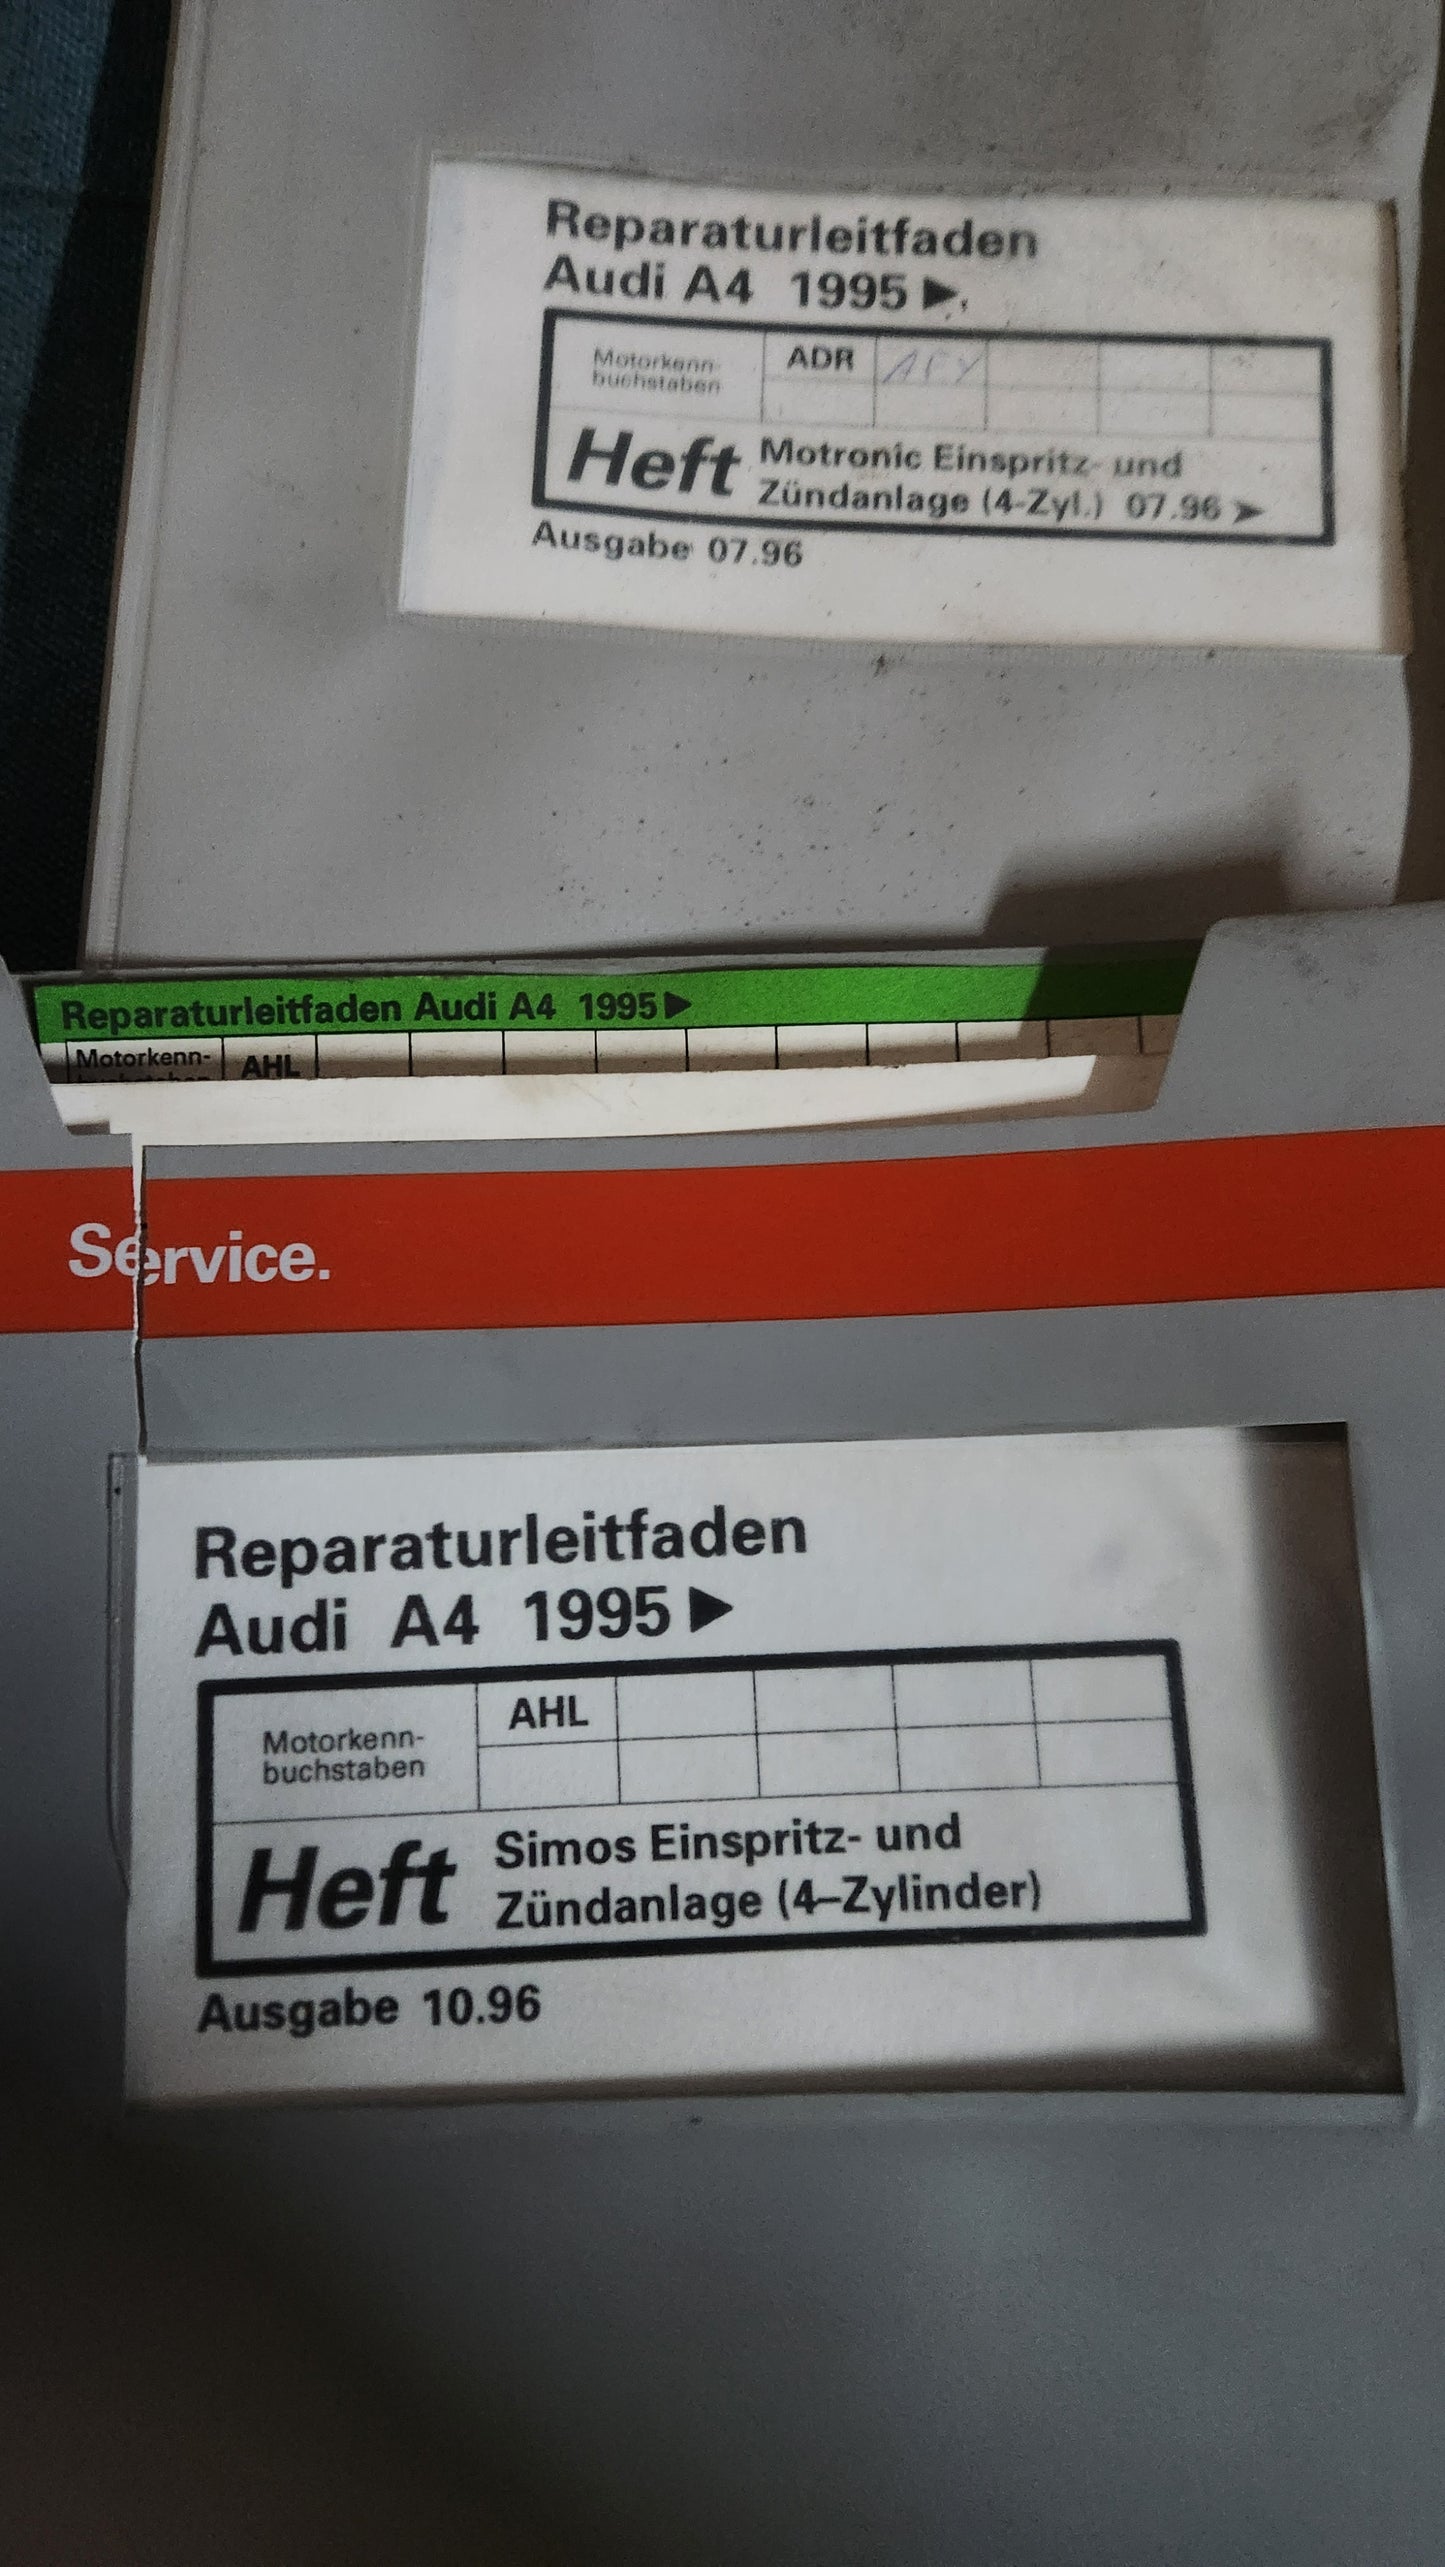 Reparaturleitfaden
Audi A4 1995 ►
Motorkenn-
buchstaben
ADR
Heft
Motronic Einspritz- und
Zündanlage (4-Zyl.) 07.96 ➤
Ausgabe 07.96
Reparaturleitfaden Audi A4 1995 ►
Motorkenn-
AHL
Service.
Reparaturleitfaden
Audi A4 1995 ►
Motorkenn-
buchstaben
AHL
Heft
Simos Einspritz- und
Zündanlage (4–Zylinder)
Ausgabe 10.96